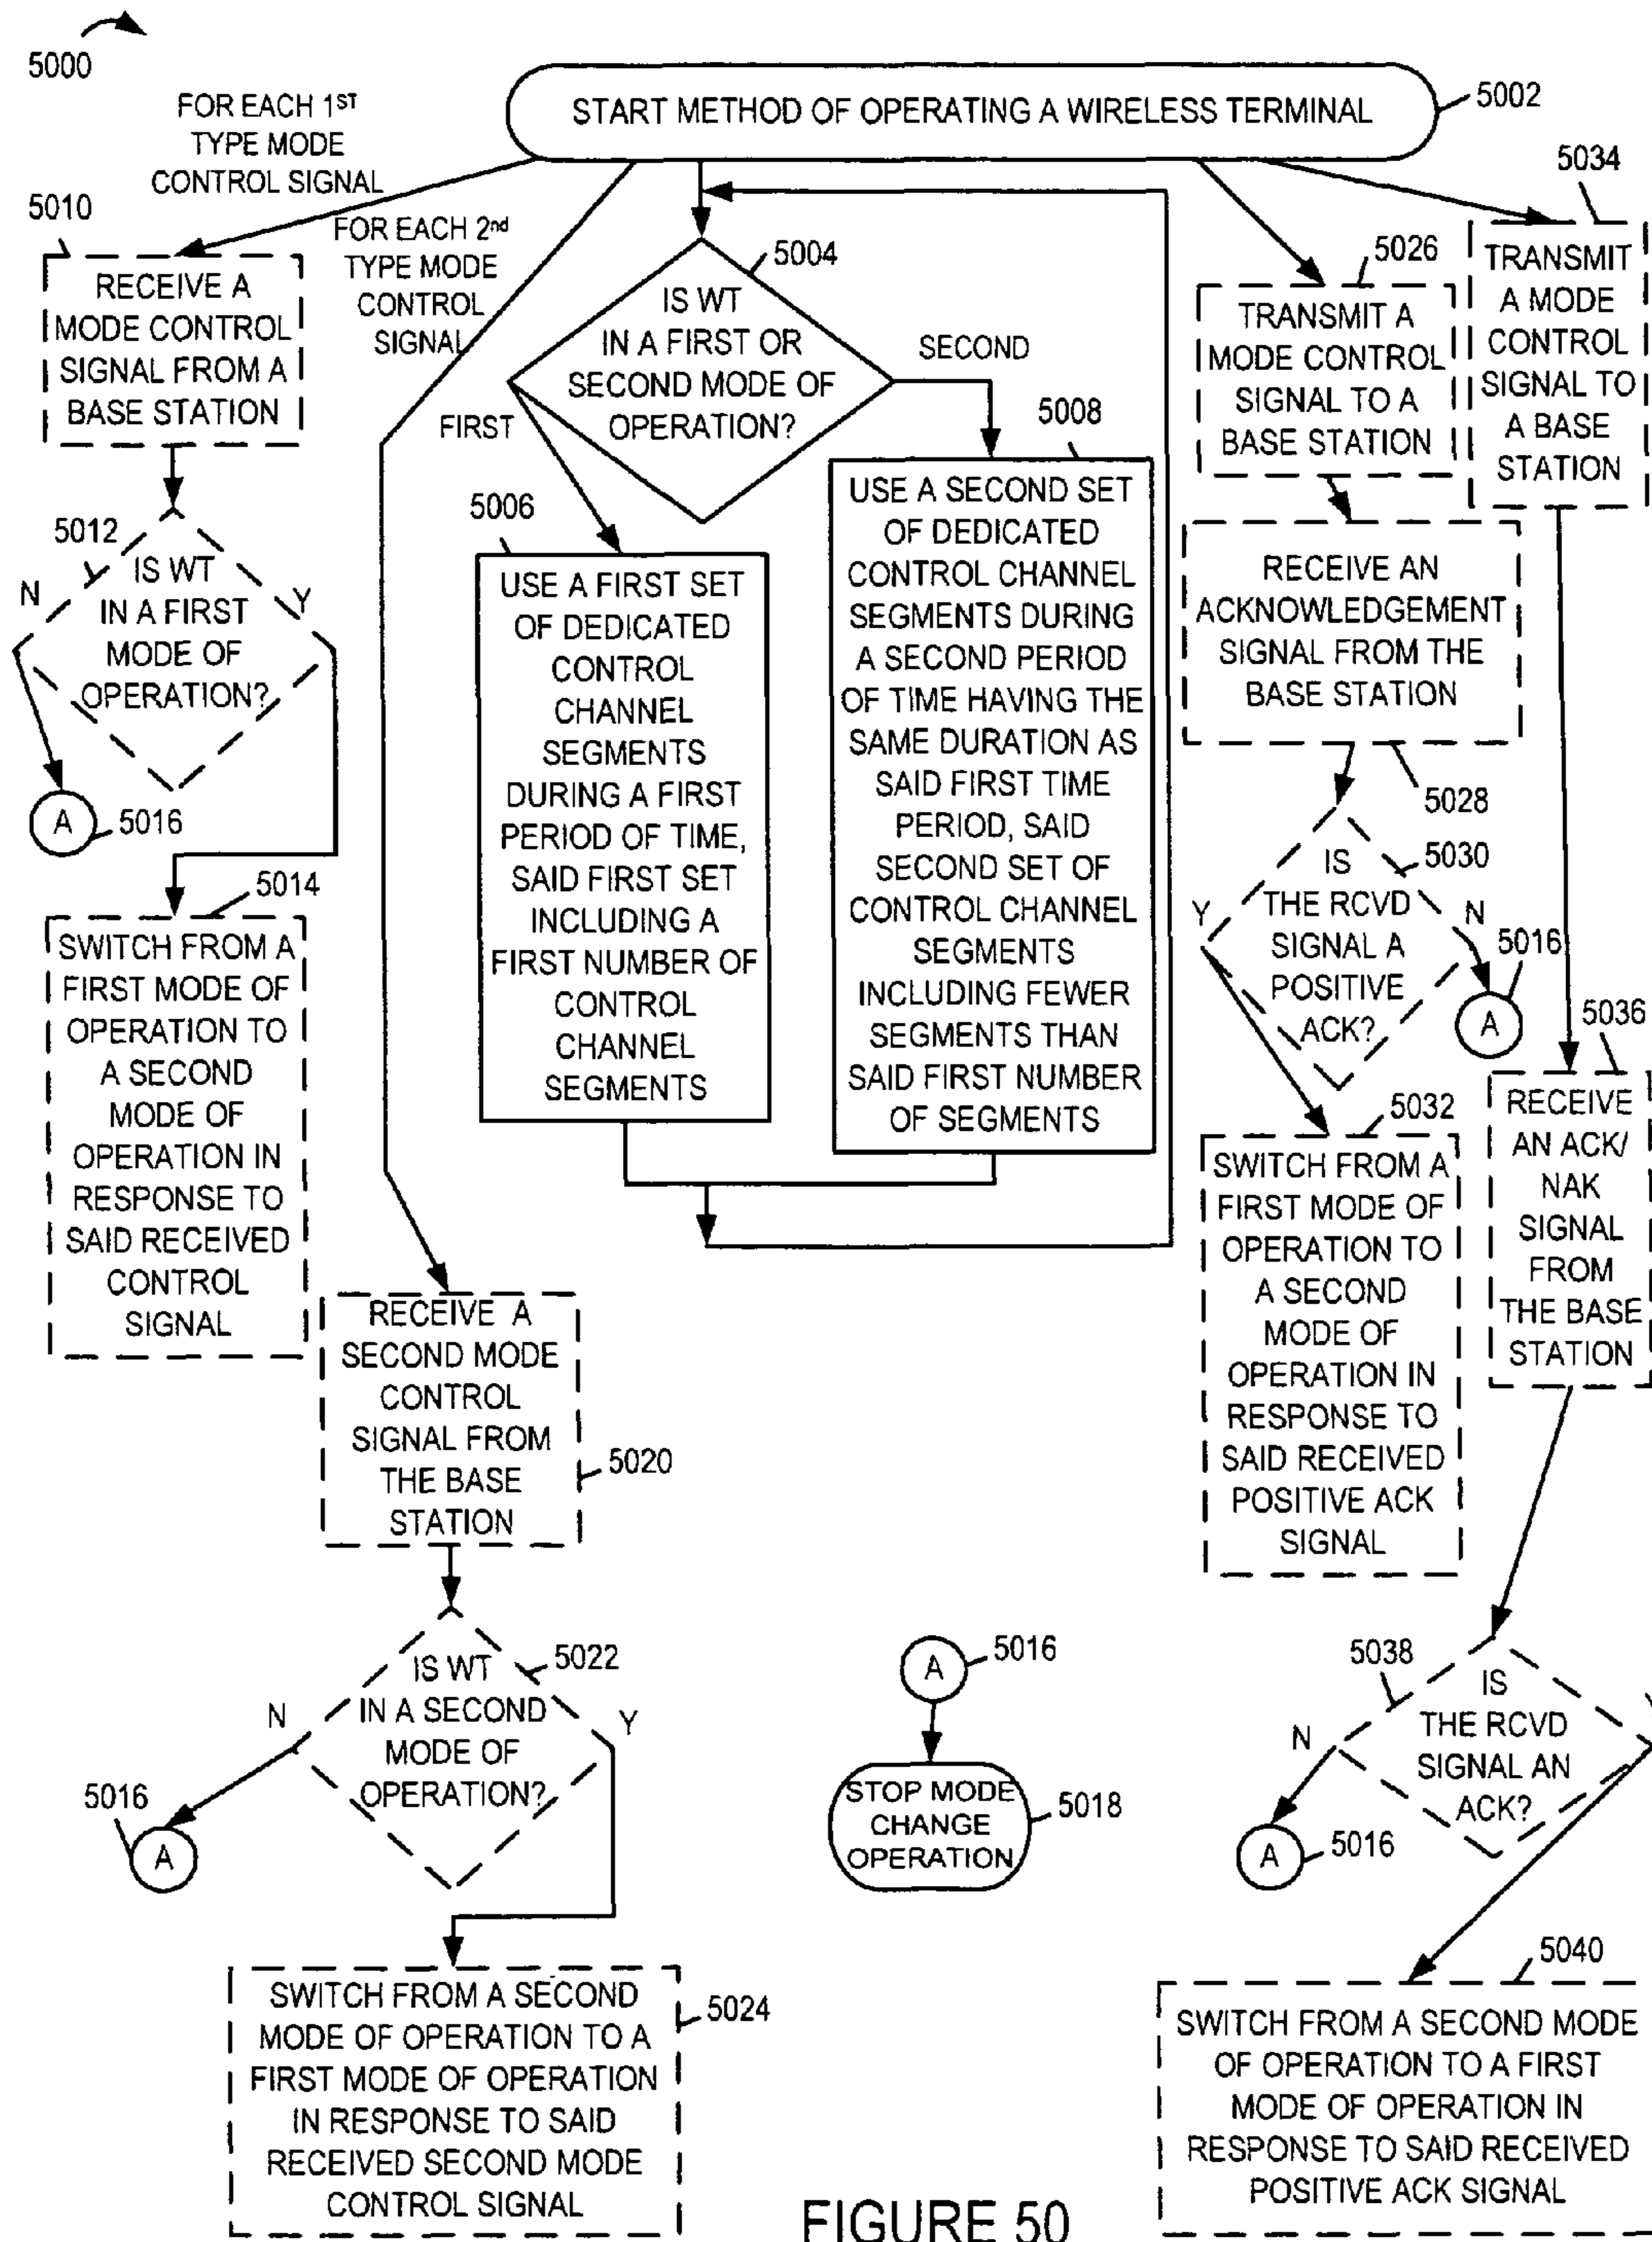 5000
START METHOD OF OPERATING A WIRELESS TERMINAL
5002
FOR EACH 1ST
TYPE MODE
CONTROL SIGNAL
5010
RECEIVE A
MODE CONTROL
SIGNAL FROM A
BASE STATION
5012
IS WT
IN A FIRST
MODE OF
OPERATION?
N
Y
A
5016
5014
SWITCH FROM A
FIRST MODE OF
OPERATION TO
A SECOND
MODE OF
OPERATION IN
RESPONSE TO
SAID RECEIVED
CONTROL
SIGNAL
FOR EACH 2nd
TYPE MODE
CONTROL
SIGNAL
RECEIVE A
SECOND MODE
CONTROL
SIGNAL FROM
THE BASE
STATION
5020
IS WT
IN A SECOND
MODE OF
OPERATION?
5022
N
Y
5016
A
SWITCH FROM A SECOND
MODE OF OPERATION TO A
FIRST MODE OF OPERATION
IN RESPONSE TO SAID
RECEIVED SECOND MODE
CONTROL SIGNAL
5024
5004
IS WT
IN A FIRST OR
SECOND MODE OF
OPERATION?
FIRST
SECOND
5006
USE A FIRST SET
OF DEDICATED
CONTROL
CHANNEL
SEGMENTS
DURING A FIRST
PERIOD OF TIME,
SAID FIRST SET
INCLUDING A
FIRST NUMBER OF
CONTROL
CHANNEL
SEGMENTS
5008
USE A SECOND SET
OF DEDICATED
CONTROL CHANNEL
SEGMENTS DURING
A SECOND PERIOD
OF TIME HAVING THE
SAME DURATION AS
SAID FIRST TIME
PERIOD, SAID
SECOND SET OF
CONTROL CHANNEL
SEGMENTS
INCLUDING FEWER
SEGMENTS THAN
SAID FIRST NUMBER
OF SEGMENTS
A
5016
STOP MODE
CHANGE
OPERATION
5018
5026
TRANSMIT A
MODE CONTROL
SIGNAL TO A
BASE STATION
RECEIVE AN
ACKNOWLEDGEMENT
SIGNAL FROM THE
BASE STATION
5028
IS
THE RCVD
SIGNAL A
POSITIVE
ACK?
5030
Y
N
5016
A
5032
SWITCH FROM A
FIRST MODE OF
OPERATION TO
A SECOND
MODE OF
OPERATION IN
RESPONSE TO
SAID RECEIVED
POSITIVE ACK
SIGNAL
5034
TRANSMIT
A MODE
CONTROL
SIGNAL TO
A BASE
STATION
5036
RECEIVE
AN ACK/
NAK
SIGNAL
FROM
THE BASE
STATION
5038
IS
THE RCVD
SIGNAL AN
ACK?
N
A
5016
5040
SWITCH FROM A SECOND MODE
OF OPERATION TO A FIRST
MODE OF OPERATION IN
RESPONSE TO SAID RECEIVED
POSITIVE ACK SIGNAL
FIGURE 50